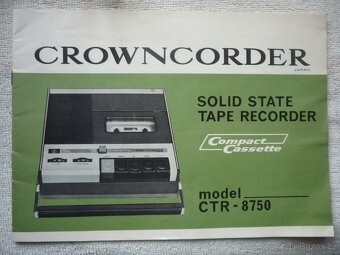 CROWNCORDER
JAPAN
SOLID STATE
TAPE RECORDER
Compact
Cassette
model
CTR-8750